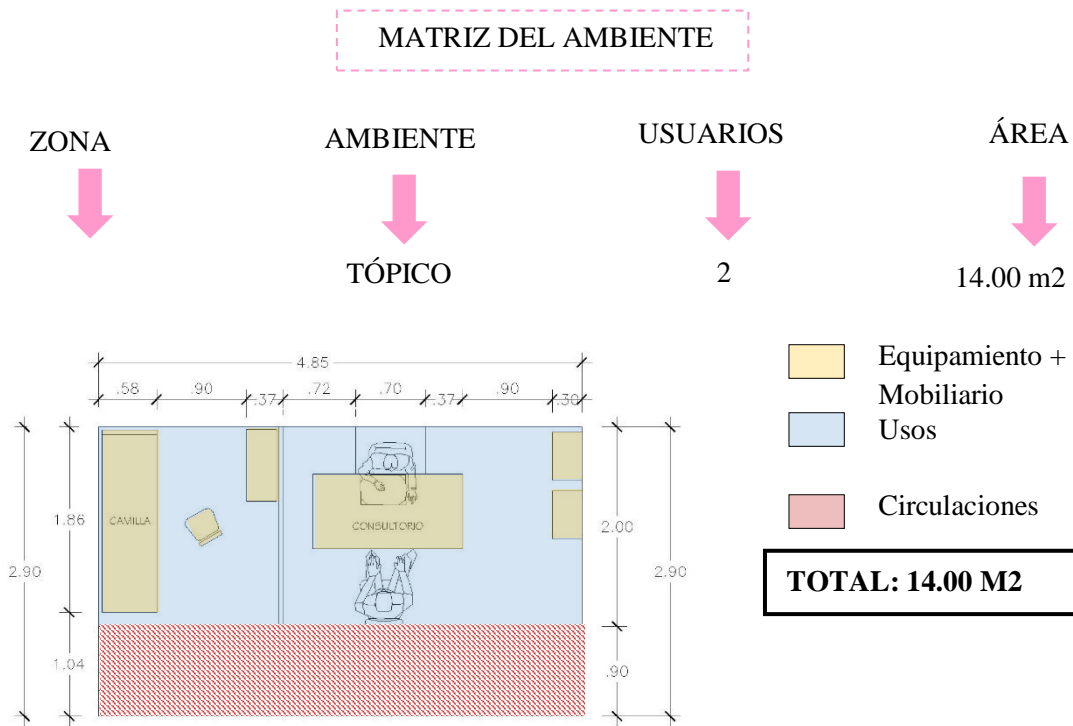 MATRIZ DEL AMBIENTE
ZONA
AMBIENTE
USUARIOS
ÁREA
TÓPICO
2
14.00 m2
4.85
.58
.90
.37
.72
.70
.37
.90
.30
2.90
1.86
1.04
CAMILLA
CONSULTORIO
2.00
.90
2.90
Equipamiento +
Mobiliario
Usos
Circulaciones
TOTAL: 14.00 M2